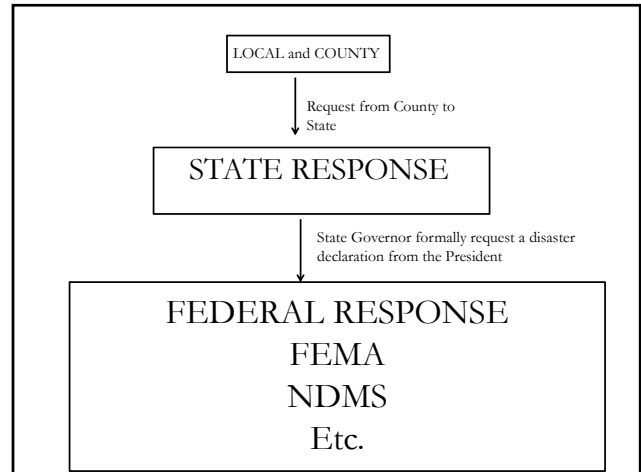 LOCAL and COUNTY
Request from County to
State
STATE RESPONSE
State Governor formally request a disaster
declaration from the President
FEDERAL RESPONSE
FEMA
NDMS
Etc.